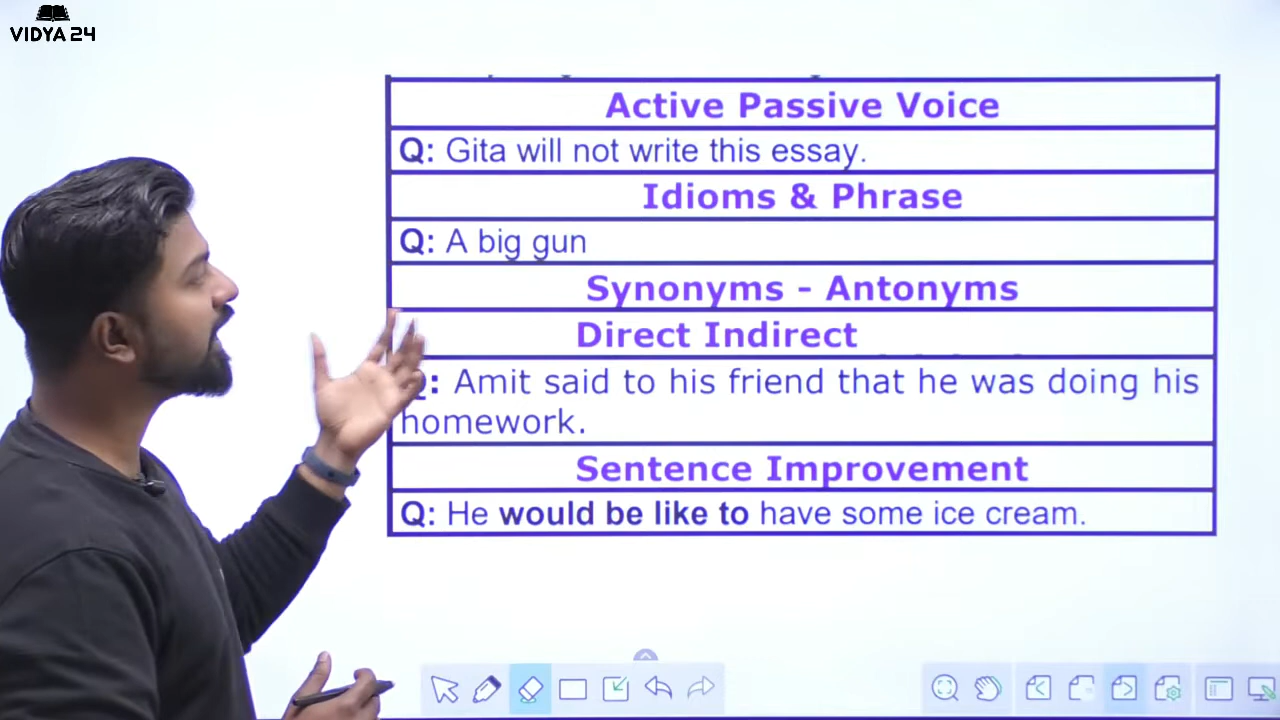 VIDYA 24
Active Passive Voice
Q: Gita will not write this essay.
Idioms & Phrase
Q: A big gun
Synonyms - Antonyms
Direct Indirect
Amit said to his friend that he was doing his
homework.
Sentence Improvement
Q: He would be like to have some ice cream.